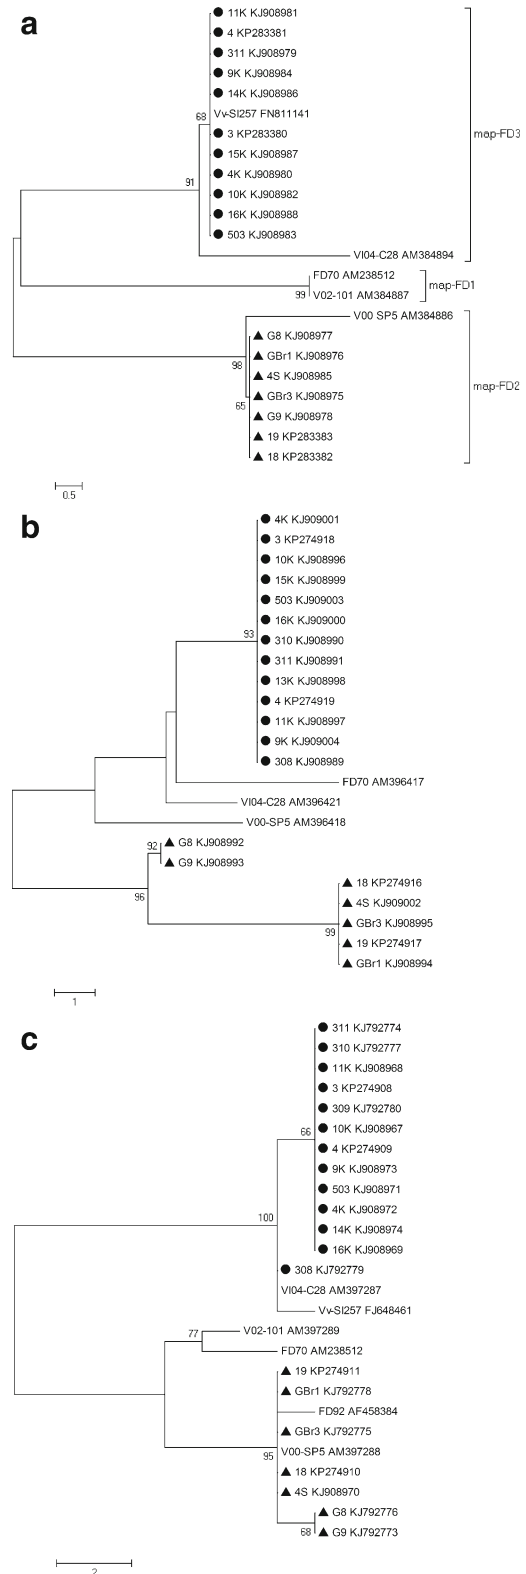 a
11K KJ908981
4 KP283381
311 KJ908979
9K KJ908984
14K KJ908986
68
Vv-SI257 FN811141
3 KP283380
map-FD3
15K KJ908987
4K KJ908980
91
10K KJ908982
16K KJ908988
503 KJ908983
VI04-C28 AM384894
FD70 AM238512
map-FD1
99
V02-101 AM384887
V00 SP5 AM384886
G8 KJ908977
GBr1 KJ908976
98
4S KJ908985
map-FD2
GBr3 KJ908975
65
G9 KJ908978
19 KP283383
18 KP283382
0.5
b
4K KJ909001
3 KP274918
10K KJ908996
15K KJ908999
503 KJ909003
16K KJ909000
93
310 KJ908990
311 KJ908991
13K KJ908998
4 KP274919
11K KJ908997
9K KJ909004
308 KJ908989
FD70 AM396417
VI04-C28 AM396421
V00-SP5 AM396418
92
G8 KJ908992
G9 KJ908993
96
18 KP274916
4S KJ909002
GBr3 KJ908995
99
19 KP274917
GBr1 KJ908994
1
c
311 KJ792774
310 KJ792777
11K KJ908968
3 KP274908
309 KJ792780
66
10K KJ908967
4 KP274909
9K KJ908973
503 KJ908971
4K KJ908972
100
14K KJ908974
16K KJ908969
308 KJ792779
VI04-C28 AM397287
Vv-SI257 FJ648461
77
V02-101 AM397289
FD70 AM238512
19 KP274911
GBr1 KJ792778
FD92 AF458384
GBr3 KJ792775
V00-SP5 AM397288
95
18 KP274910
4S KJ908970
G8 KJ792776
68
G9 KJ792773
2